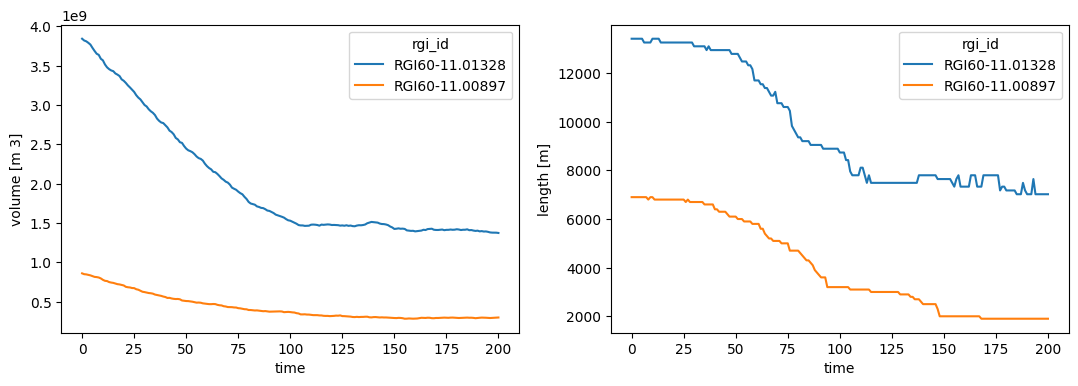 1e9
4.0
3.5
3.0
2.5
2.0
1.5
1.0
0.5
volume [m 3]
0 25 50 75 100 125 150 175 200
time
rgi_id
RGI60-11.01328
RGI60-11.00897
12000
10000
8000
6000
4000
2000
length [m]
0 25 50 75 100 125 150 175 200
time
rgi_id
RGI60-11.01328
RGI60-11.00897